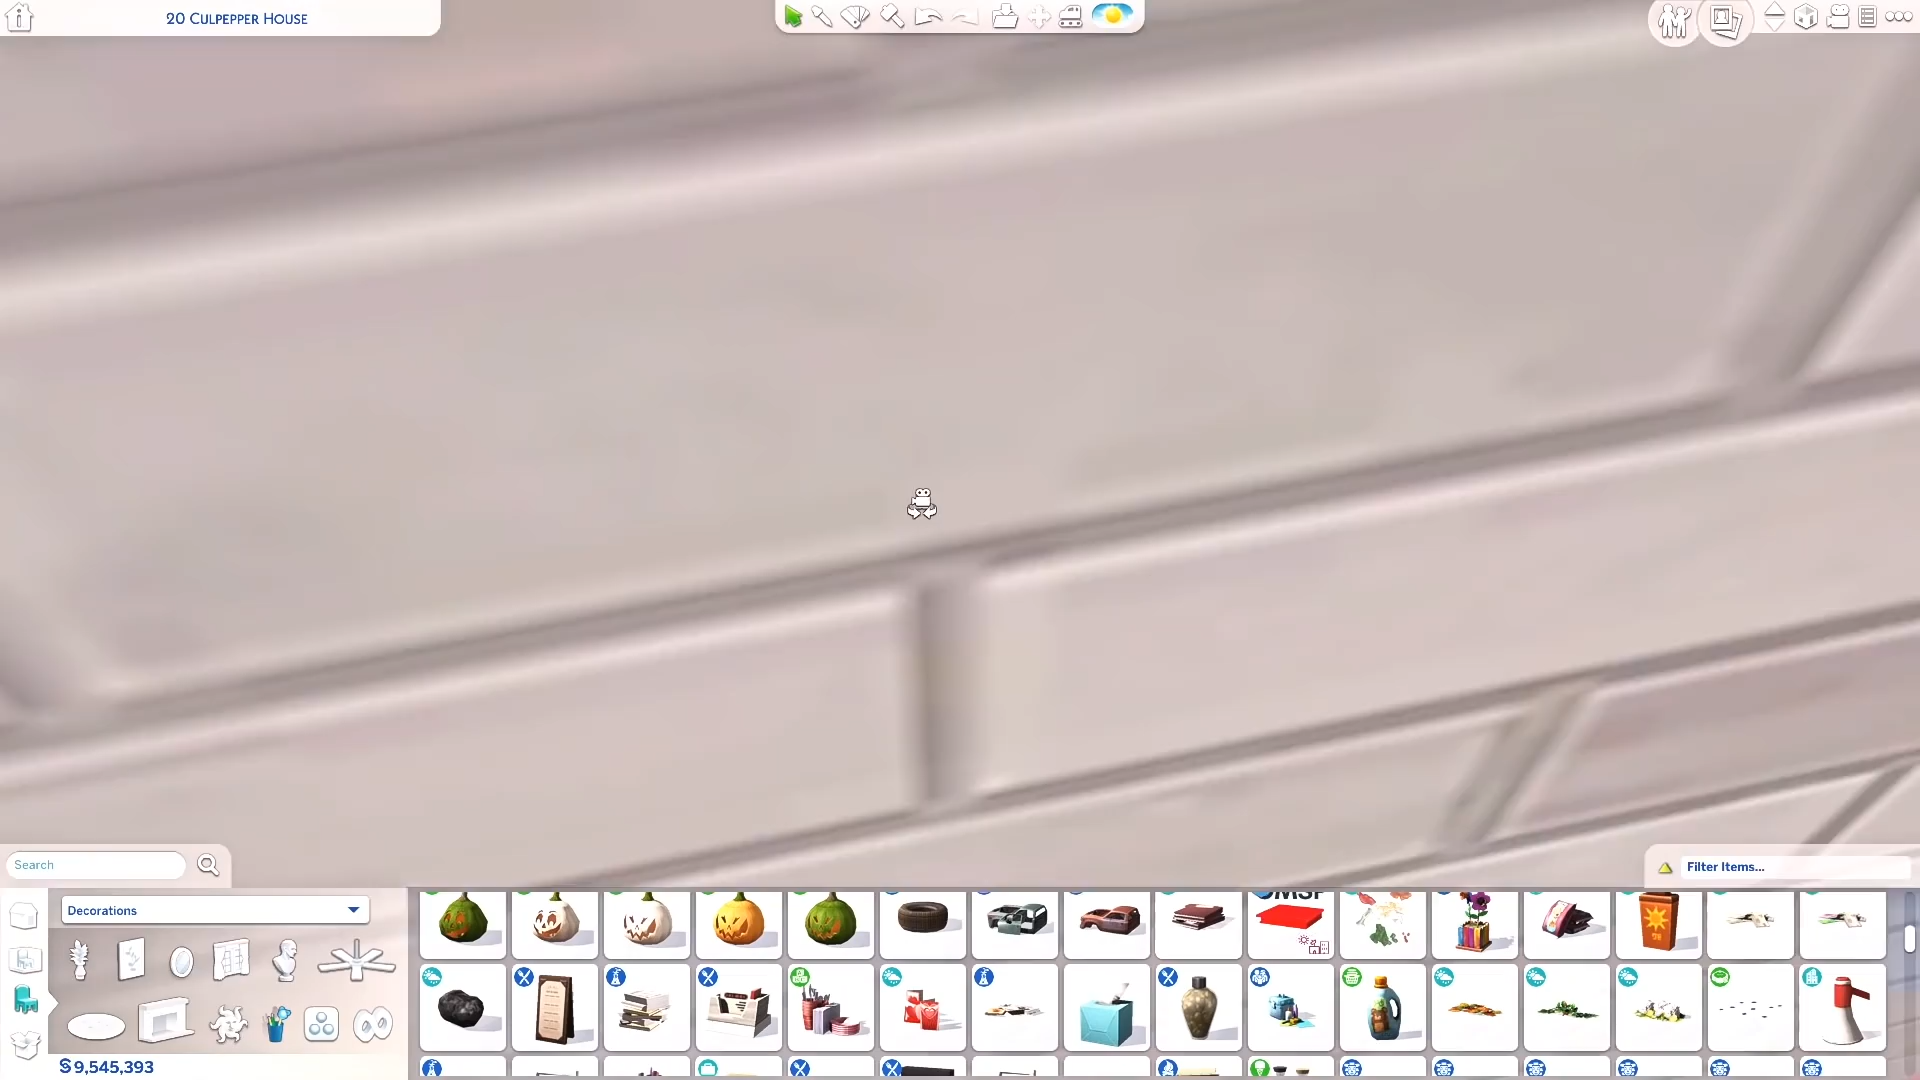 20 Culpepper House
Search
Filter Items...
Decorations
§9,545,393